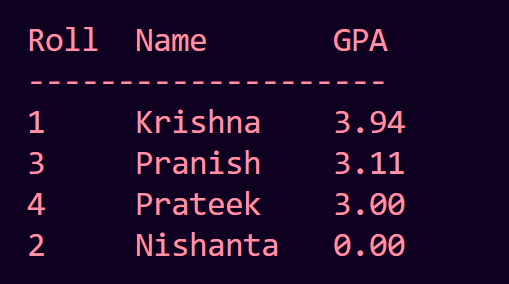 Roll  Name       GPA
--------------------
1     Krishna    3.94
3     Pranish    3.11
4     Prateek    3.00
2     Nishanta   0.00